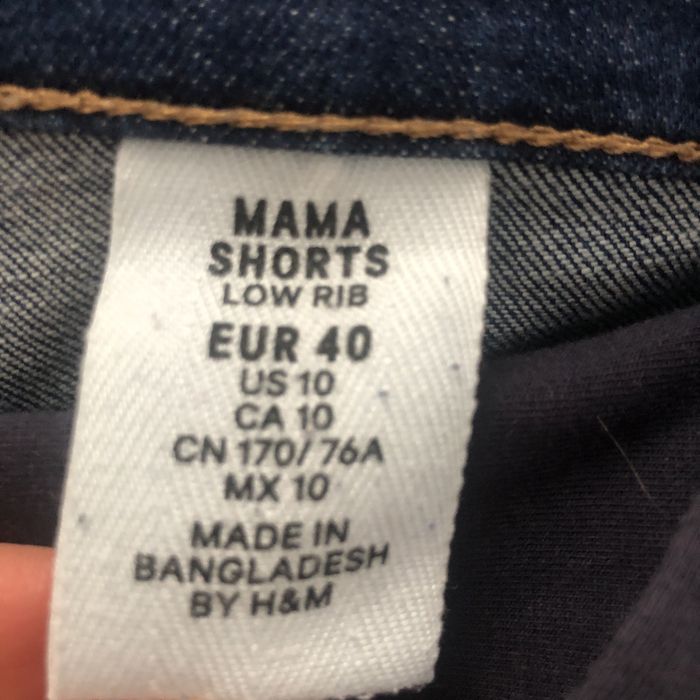 MAMA
SHORTS
LOW RIB
EUR 40
US 10
CA 10
CN 170/76A
MX 10
MADE IN
BANGLADESH
BY H&M